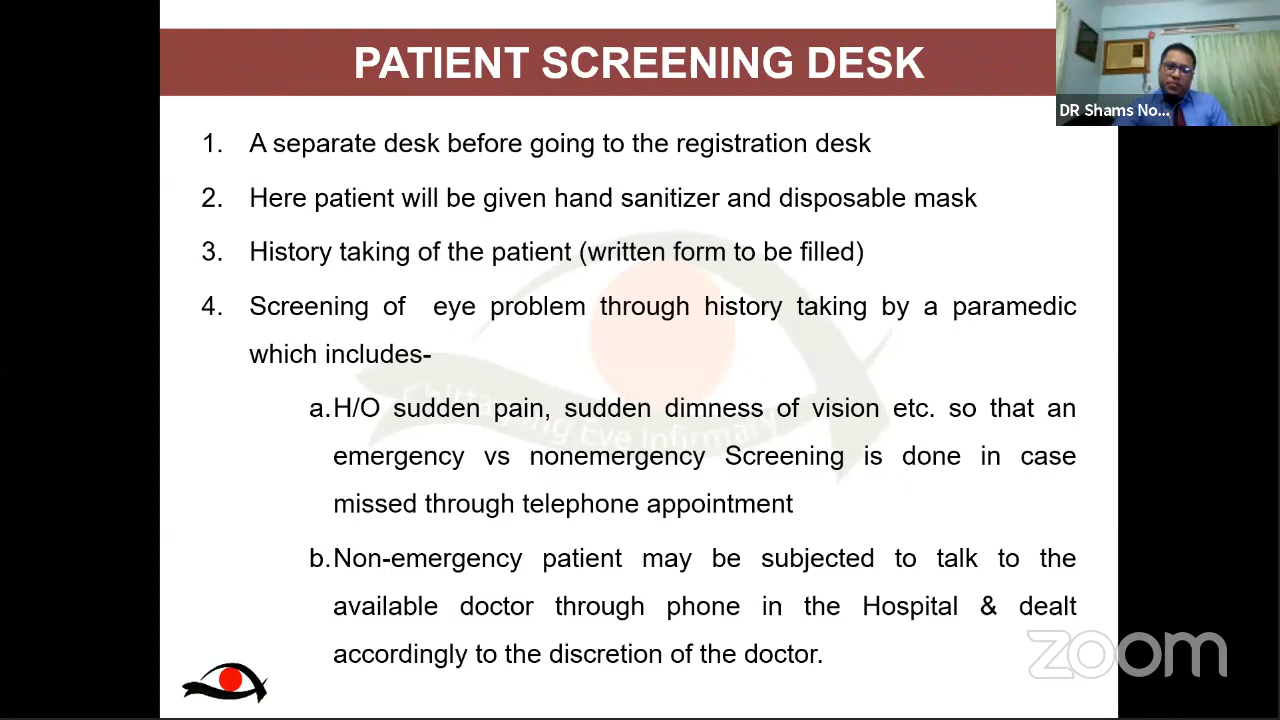 PATIENT SCREENING DESK
DR Shams No...
1. A separate desk before going to the registration desk
2. Here patient will be given hand sanitizer and disposable mask
3. History taking of the patient (written form to be filled)
4. Screening of eye problem through history taking by a paramedic
which includes-
a. H/O sudden pain, sudden dimness of vision etc. so that an
emergency vs nonemergency Screening is done in case
missed through telephone appointment
b. Non-emergency patient may be subjected to talk to the
available doctor through phone in the Hospital & dealt
accordingly to the discretion of the doctor.
Chittagong Eye Infirmary
zoom